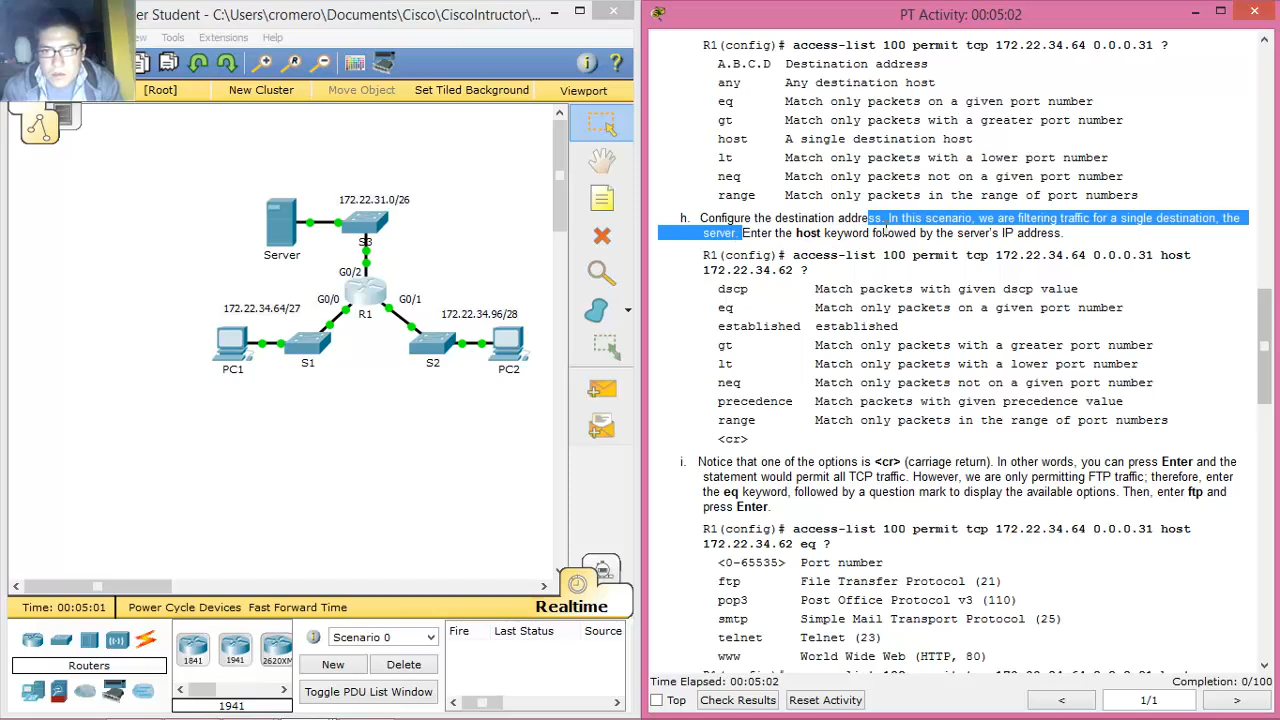 er Student - C:\Users\cromero\Documents\Cisco\CiscoIntructor/...
PT Activity: 00:05:02
ew Tools Extensions Help
[Root] New Cluster Move Object Set Tiled Background Viewport
172.22.31.0/26
S3
Server
G0/2
172.22.34.64/27 G0/0 G0/1 172.22.34.96/28
R1
PC1 S1 S2 PC2
R1(config)# access-list 100 permit tcp 172.22.34.64 0.0.0.31 ?
A.B.C.D Destination address
any Any destination host
eq Match only packets on a given port number
gt Match only packets with a greater port number
host A single destination host
lt Match only packets with a lower port number
neq Match only packets not on a given port number
range Match only packets in the range of port numbers
h. Configure the destination address. In this scenario, we are filtering traffic for a single destination, the
server. Enter the host keyword followed by the server's IP address.
R1(config)# access-list 100 permit tcp 172.22.34.64 0.0.0.31 host
172.22.34.62 ?
dscp Match packets with given dscp value
eq Match only packets on a given port number
established established
gt Match only packets with a greater port number
lt Match only packets with a lower port number
neq Match only packets not on a given port number
precedence Match packets with given precedence value
range Match only packets in the range of port numbers
<cr>
i. Notice that one of the options is <cr> (carriage return). In other words, you can press Enter and the
statement would permit all TCP traffic. However, we are only permitting FTP traffic; therefore, enter
the eq keyword, followed by a question mark to display the available options. Then, enter ftp and
press Enter.
R1(config)# access-list 100 permit tcp 172.22.34.64 0.0.0.31 host
172.22.34.62 eq ?
<0-65535> Port number
ftp File Transfer Protocol (21)
pop3 Post Office Protocol v3 (110)
smtp Simple Mail Transport Protocol (25)
telnet Telnet (23)
www World Wide Web (HTTP, 80)
Time: 00:05:01 Power Cycle Devices Fast Forward Time
Realtime
Routers
1841 1941 2620XM
1941
Scenario 0
New Delete
Toggle PDU List Window
Fire Last Status Source
Time Elapsed: 00:05:02 Completion: 0/100
Top Check Results Reset Activity < 1/1 >